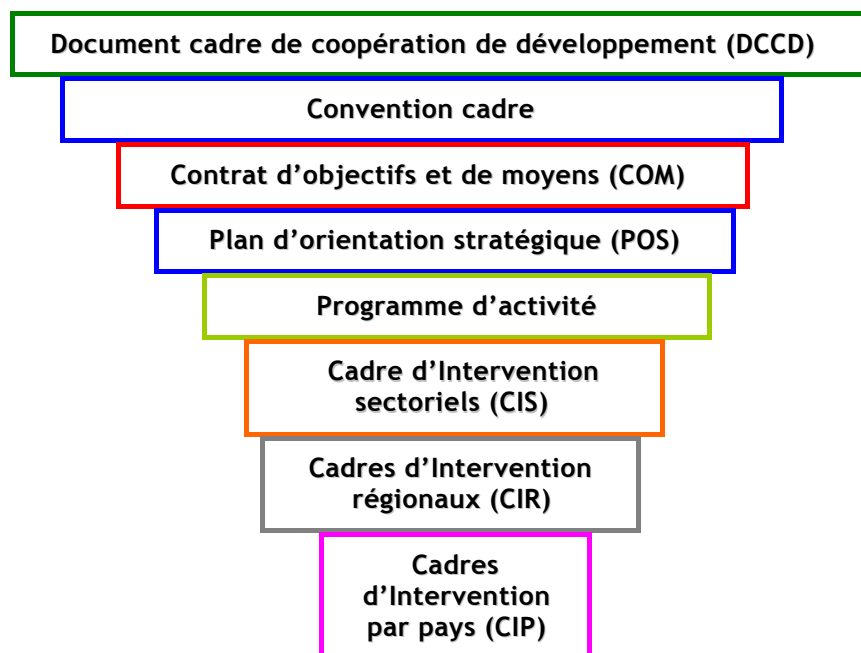 Document cadre de coopération de développement (DCCD)
Convention cadre
Contrat d’objectifs et de moyens (COM)
Plan d’orientation stratégique (POS)
Programme d’activité
Cadre d’Intervention
sectoriels (CIS)
Cadres d’Intervention
régionaux (CIR)
Cadres
d’Intervention
par pays (CIP)